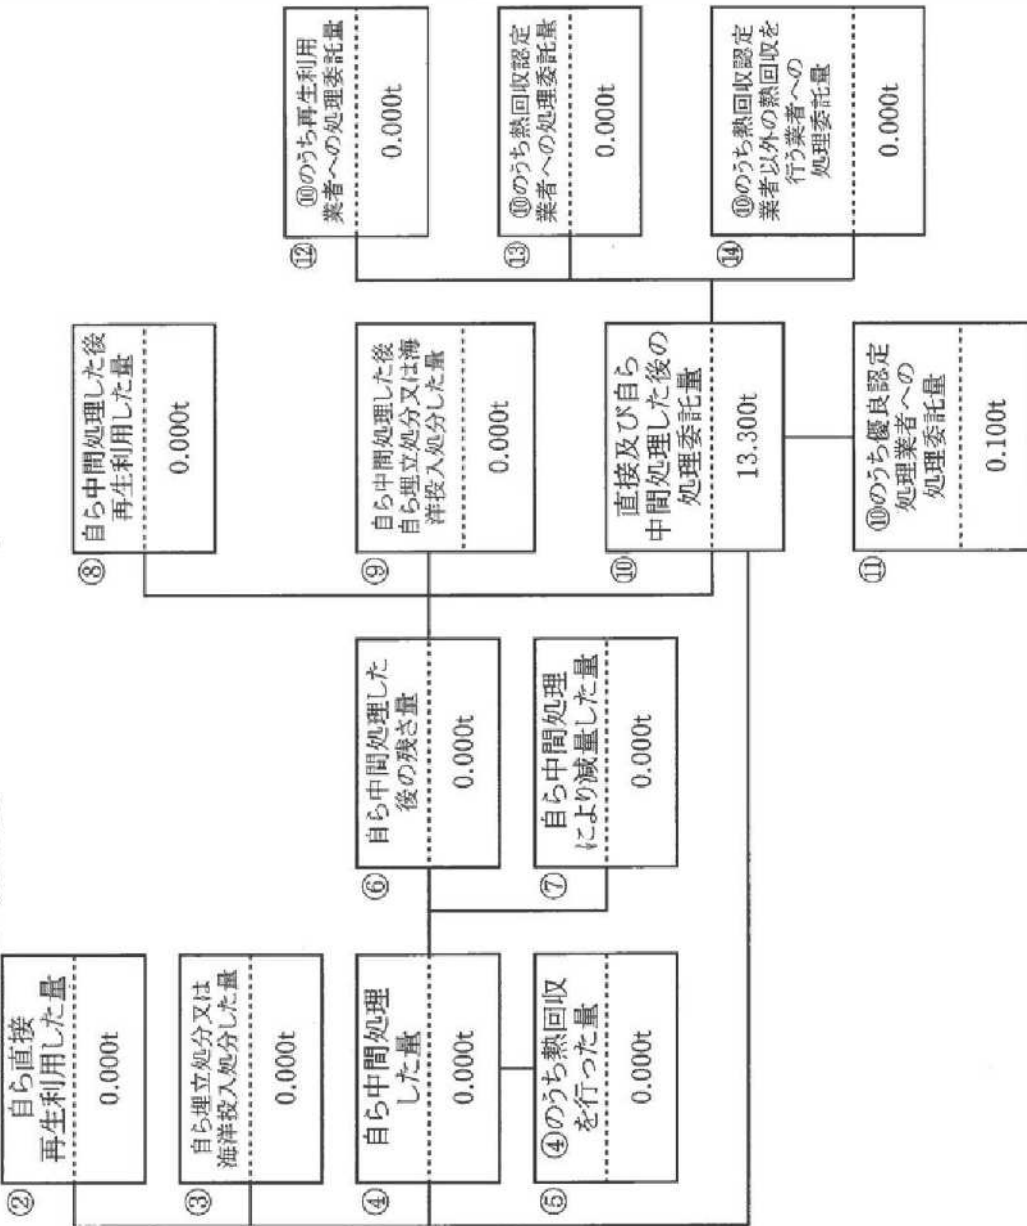 ②
自ら直接
再生利用した量
0.000t
③
自ら埋立処分又は
海洋投入処分した量
0.000t
④
自ら中間処理
した量
0.000t
⑤
④のうち熱回収
を行った量
0.000t
⑥
自ら中間処理した
後の残さ量
0.000t
⑦
自ら中間処理
により減量した量
0.000t
⑧
自ら中間処理した後
再生利用した量
0.000t
⑨
自ら中間処理した後
自ら埋立処分又は海
洋投入処分した量
0.000t
⑩
直接及び自ら
中間処理した後の
処理委託量
13.300t
⑪
⑩のうち優良認定
処理業者への
処理委託量
0.100t
⑫
⑩のうち再生利用
業者への処理委託量
0.000t
⑬
⑩のうち熱回収認定
業者への処理委託量
0.000t
⑭
⑩のうち熱回収認定
業者以外の熱回収を
行う業者への
処理委託量
0.000t